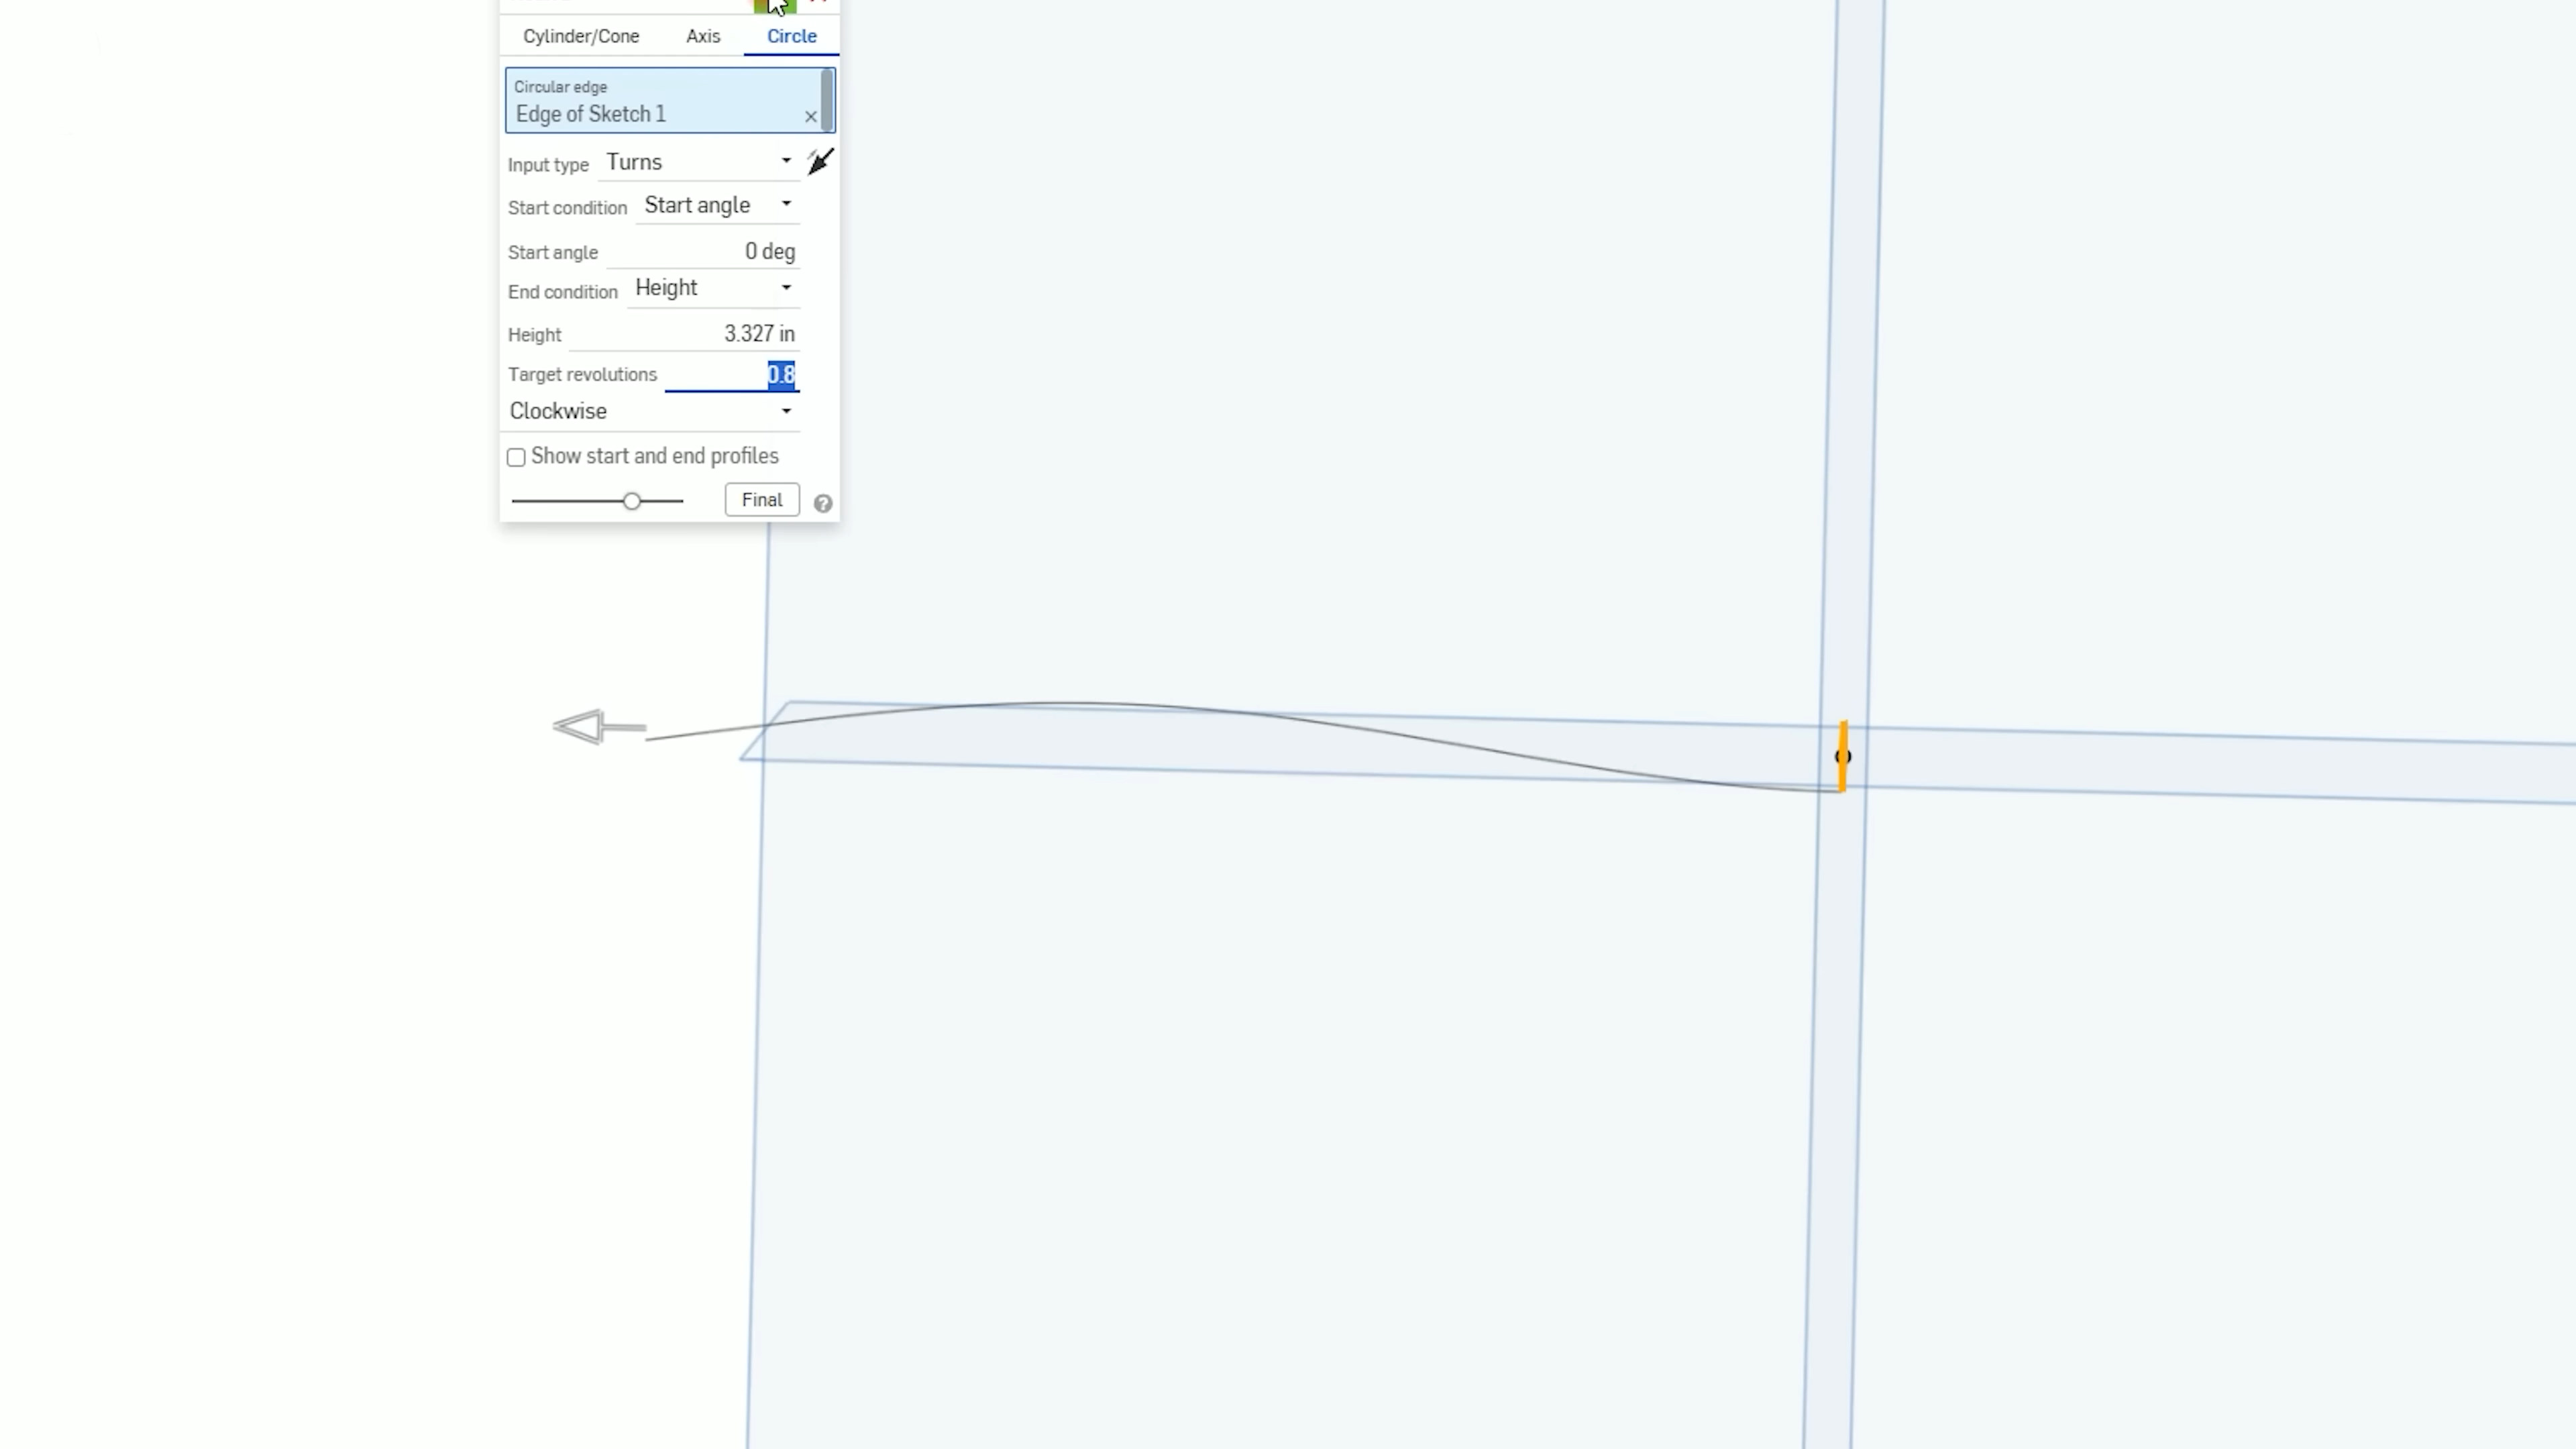 Cylinder/Cone Axis Circle
Circular edge
Edge of Sketch 1
Input type Turns
Start condition Start angle
Start angle 0 deg
End condition Height
Height 3.327 in
Target revolutions 0.8
Clockwise
Show start and end profiles
Final